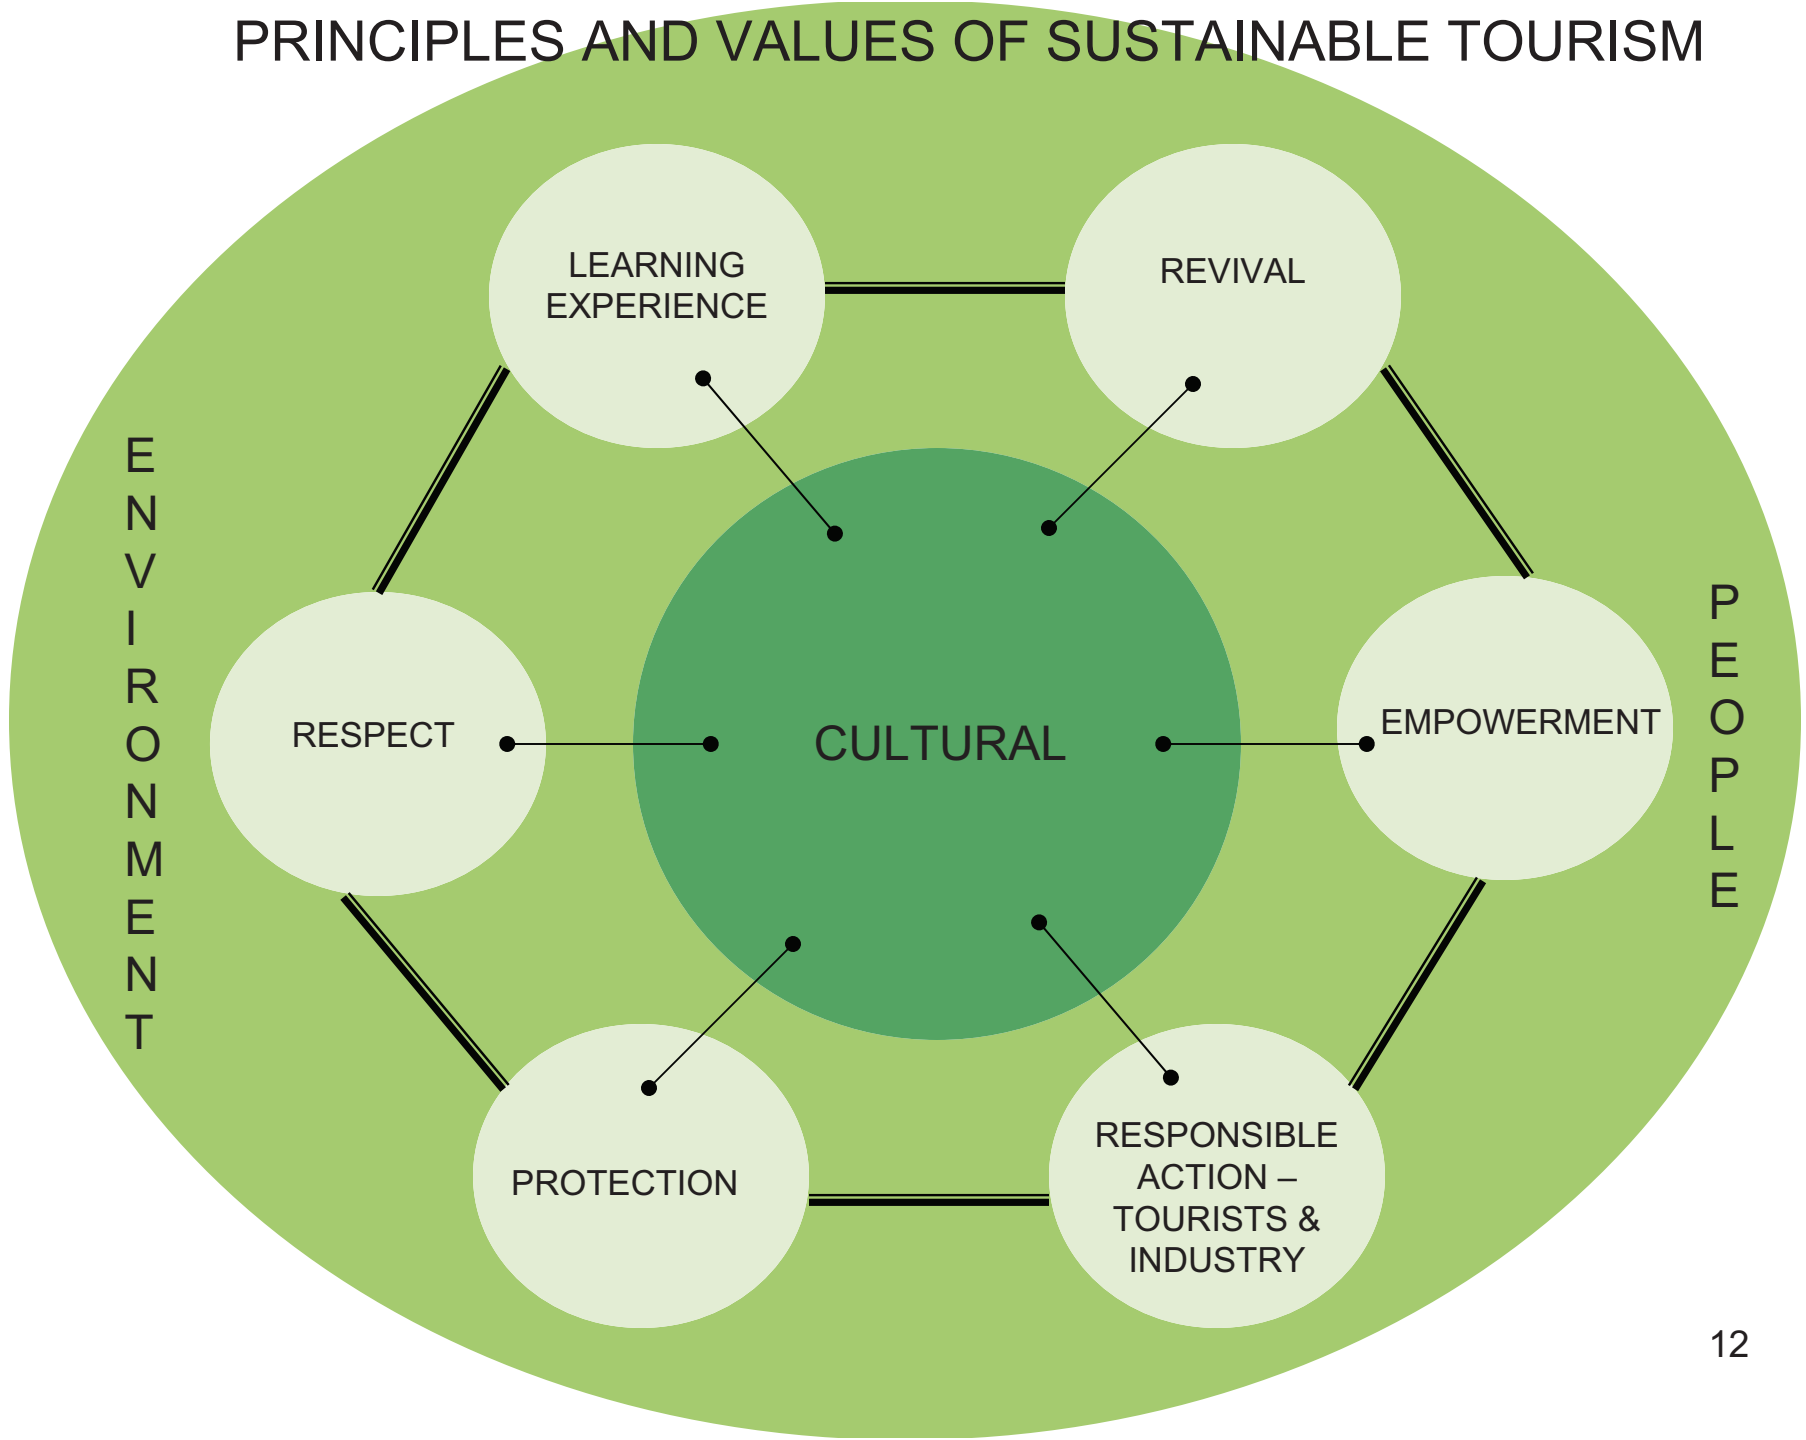 PRINCIPLES AND VALUES OF SUSTAINABLE TOURISM
LEARNING
EXPERIENCE
REVIVAL
E
N
V
I
R
O
N
M
E
N
T
RESPECT
CULTURAL
EMPOWERMENT
P
E
O
P
L
E
PROTECTION
RESPONSIBLE
ACTION –
TOURISTS &
INDUSTRY
12